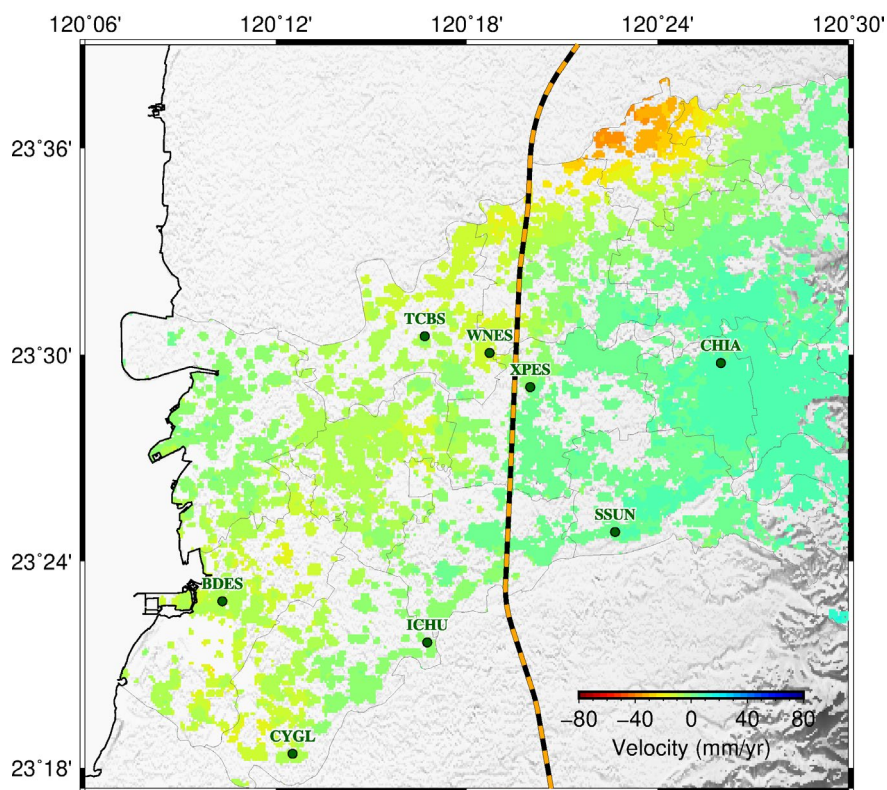 120°06' 120°12' 120°18' 120°24' 120°30'
23°36'
TCBS
WNES
23°30'
CHIA
XPES
SSUN
23°24'
BDES
ICHU
−80 −40 0 40 80
Velocity (mm/yr)
CYGL
23°18'